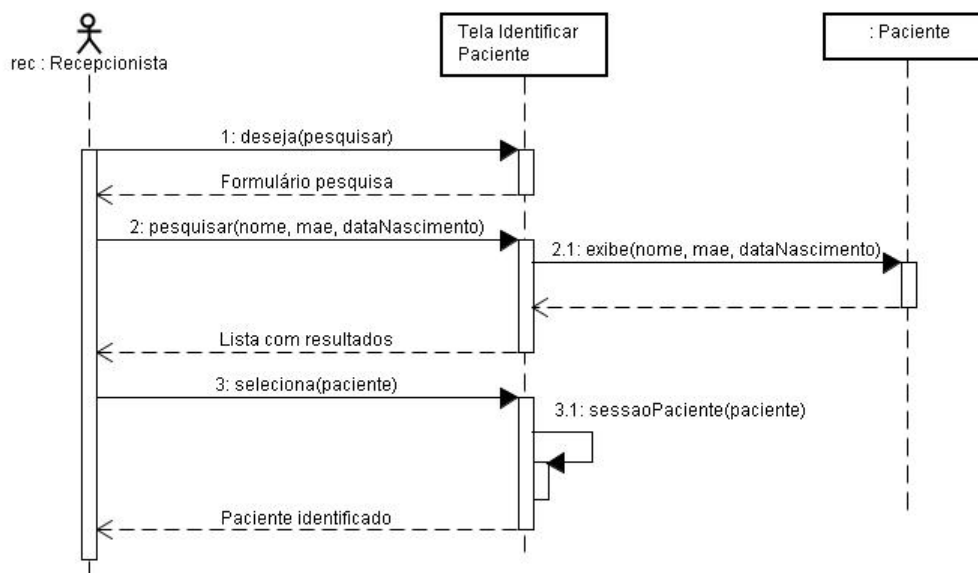 rec : Recepcionista
Tela Identificar
Paciente
: Paciente
1: deseja(pesquisar)
Formulário pesquisa
2: pesquisar(nome, mae, dataNascimento)
2.1: exibe(nome, mae, dataNascimento)
Lista com resultados
3: seleciona(paciente)
3.1: sessaoPaciente(paciente)
Paciente identificado